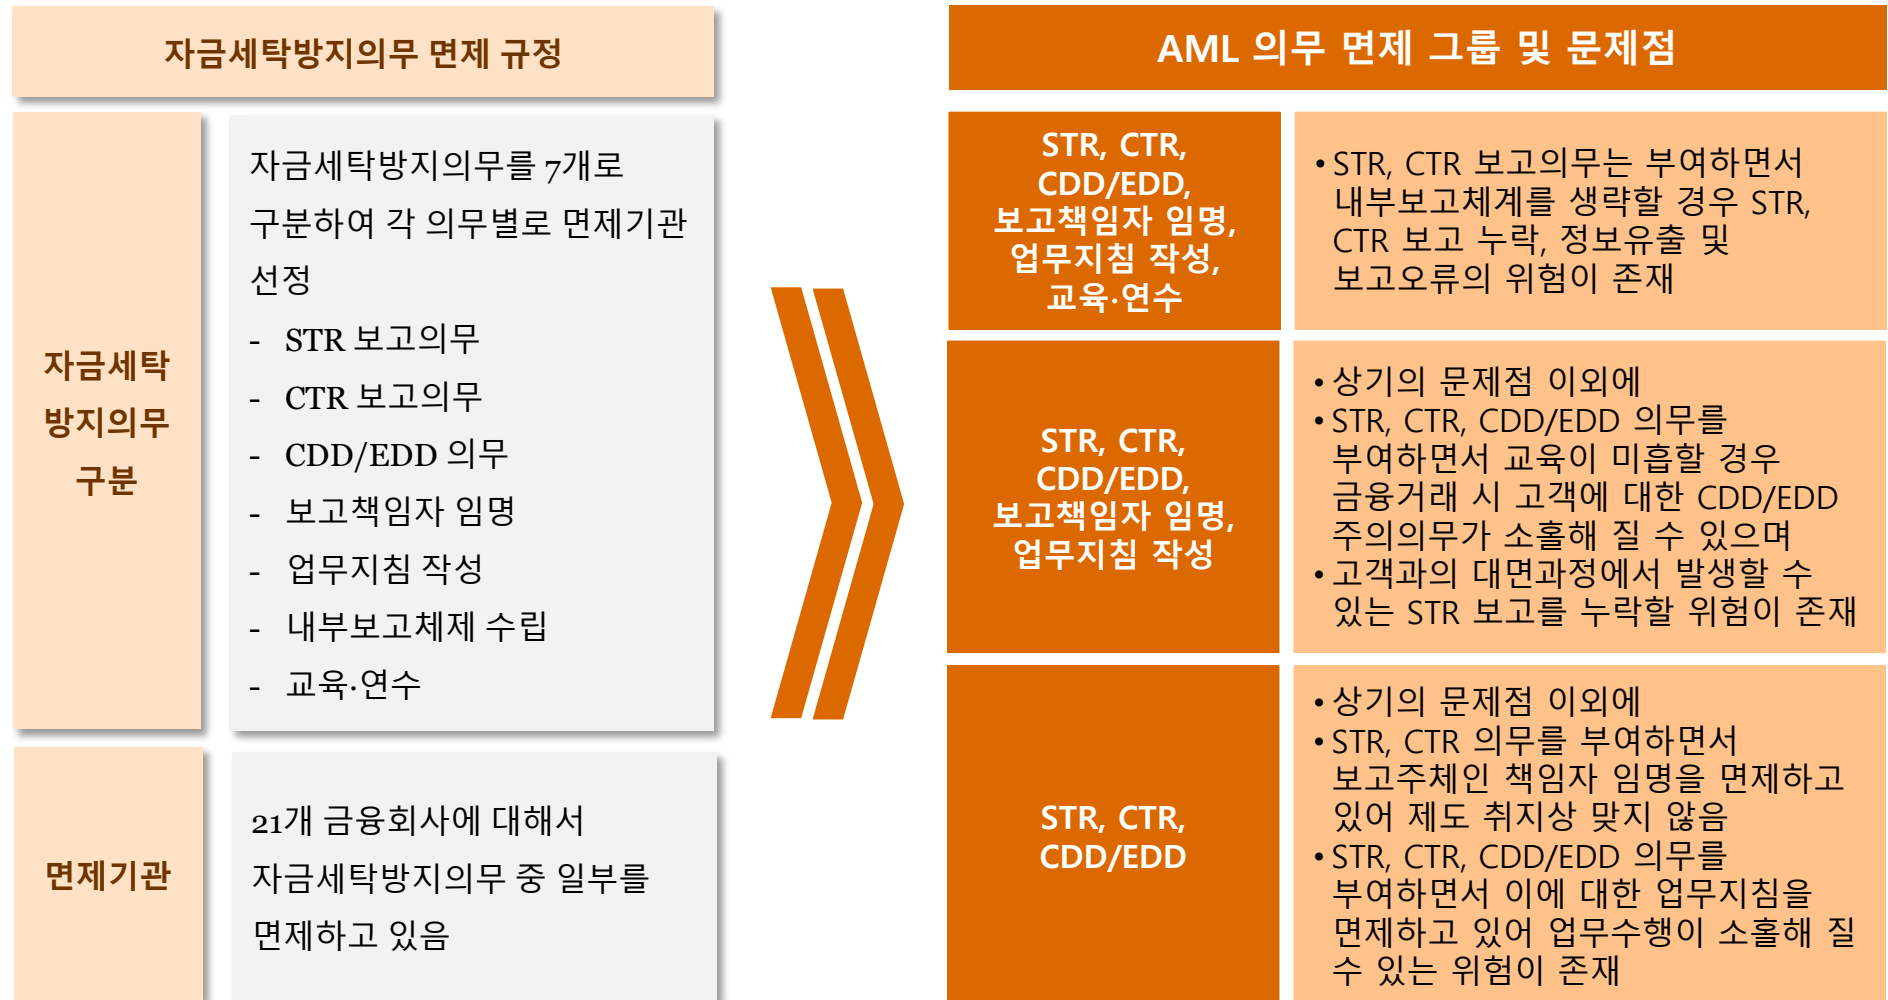 자금세탁방지의무 면제 규정
자금세탁
방지의무
구분
자금세탁방지의무를 7개로
구분하여 각 의무별로 면제기관
선정
- STR 보고의무
- CTR 보고의무
- CDD/EDD 의무
- 보고책임자 임명
- 업무지침 작성
- 내부보고체제 수립
- 교육·연수
면제기관
21개 금융회사에 대해서
자금세탁방지의무 중 일부를
면제하고 있음
AML 의무 면제 그룹 및 문제점
STR, CTR,
CDD/EDD,
보고책임자 임명,
업무지침 작성,
교육·연수
• STR, CTR 보고의무는 부여하면서
내부보고체계를 생략할 경우 STR,
CTR 보고 누락, 정보유출 및
보고오류의 위험이 존재
STR, CTR,
CDD/EDD,
보고책임자 임명,
업무지침 작성
• 상기의 문제점 이외에
• STR, CTR, CDD/EDD 의무를
부여하면서 교육이 미흡할 경우
금융거래 시 고객에 대한 CDD/EDD
주의의무가 소홀해 질 수 있으며
• 고객과의 대면과정에서 발생할 수
있는 STR 보고를 누락할 위험이 존재
STR, CTR,
CDD/EDD
• 상기의 문제점 이외에
• STR, CTR 의무를 부여하면서
보고주체인 책임자 임명을 면제하고
있어 제도 취지상 맞지 않음
• STR, CTR, CDD/EDD 의무를
부여하면서 이에 대한 업무지침을
면제하고 있어 업무수행이 소홀해 질
수 있는 위험이 존재